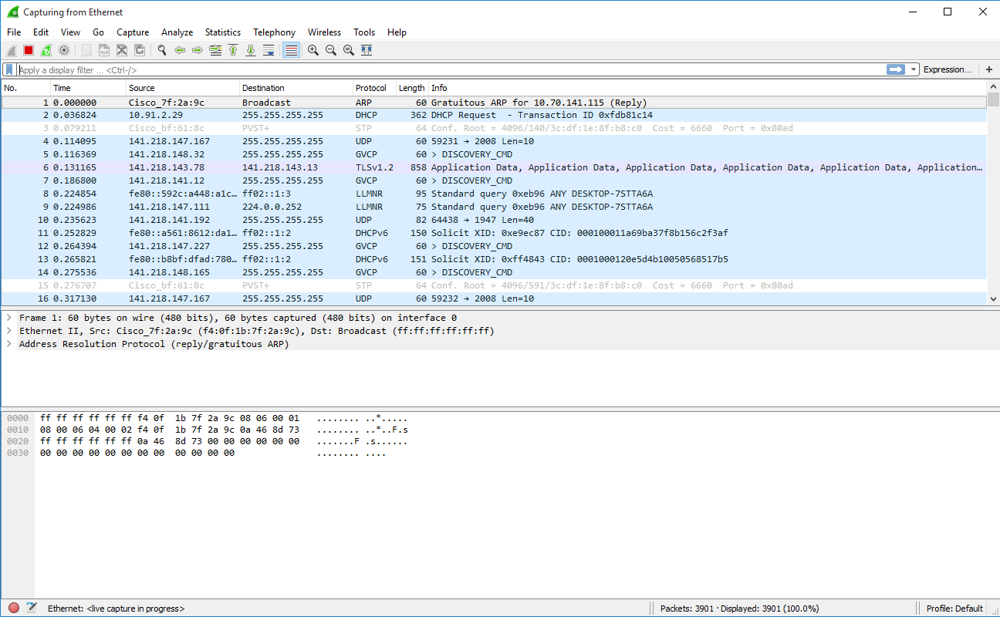 Capturing from Ethernet
File Edit View Go Capture Analyze Statistics Telephony Wireless Tools Help
Apply a display filter ... <Ctrl-/> Expression... +
No. Time Source Destination Protocol Length Info
1 0.000000 Cisco_7f:2a:9c Broadcast ARP 60 Gratuitous ARP for 10.70.141.115 (Reply)
2 0.036824 10.91.2.29 255.255.255.255 DHCP 362 DHCP Request - Transaction ID 0xfdb81c14
3 0.079211 Cisco_bf:61:8c PVST+ STP 64 Conf. Root = 4096/140/3c:df:1e:8f:b8:c0 Cost = 6660 Port = 0x80ad
4 0.114095 141.218.147.167 255.255.255.255 UDP 60 59231 → 2008 Len=10
5 0.116369 141.218.148.32 255.255.255.255 GVCP 60 > DISCOVERY_CMD
6 0.131165 141.218.143.78 141.218.143.13 TLSv1.2 858 Application Data, Application Data, Application Data, Application Data, Application Data, Application…
7 0.186800 141.218.141.12 255.255.255.255 GVCP 60 > DISCOVERY_CMD
8 0.224854 fe80::592c:a448:a1c… ff02::1:3 LLMNR 95 Standard query 0xeb96 ANY DESKTOP-7STTA6A
9 0.224986 141.218.147.111 224.0.0.252 LLMNR 75 Standard query 0xeb96 ANY DESKTOP-7STTA6A
10 0.235623 141.218.141.192 255.255.255.255 UDP 82 64438 → 1947 Len=40
11 0.252829 fe80::a561:8612:da1… ff02::1:2 DHCPv6 150 Solicit XID: 0xe9ec87 CID: 000100011a69ba37f8b156c2f3af
12 0.264394 141.218.147.227 255.255.255.255 GVCP 60 > DISCOVERY_CMD
13 0.265821 fe80::b8bf:dfad:780… ff02::1:2 DHCPv6 151 Solicit XID: 0xff4843 CID: 0001000120e5d4b10050568517b5
14 0.275536 141.218.148.165 255.255.255.255 GVCP 60 > DISCOVERY_CMD
15 0.276707 Cisco_bf:61:8c PVST+ STP 64 Conf. Root = 4096/591/3c:df:1e:8f:b8:c0 Cost = 6660 Port = 0x80ad
16 0.317130 141.218.147.167 255.255.255.255 UDP 60 59232 → 2008 Len=10
Frame 1: 60 bytes on wire (480 bits), 60 bytes captured (480 bits) on interface 0
Ethernet II, Src: Cisco_7f:2a:9c (f4:0f:1b:7f:2a:9c), Dst: Broadcast (ff:ff:ff:ff:ff:ff)
Address Resolution Protocol (reply/gratuitous ARP)
0000 ff ff ff ff ff ff f4 0f 1b 7f 2a 9c 08 06 00 01 ........ ..*.....
0010 08 00 06 04 00 02 f4 0f 1b 7f 2a 9c 0a 46 8d 73 ........ ..*..F.s
0020 ff ff ff ff ff ff 0a 46 8d 73 00 00 00 00 00 00 .......F .s......
0030 00 00 00 00 00 00 00 00 00 00 00 00 ........ ....
Ethernet: <live capture in progress> Packets: 3901 · Displayed: 3901 (100.0%) Profile: Default